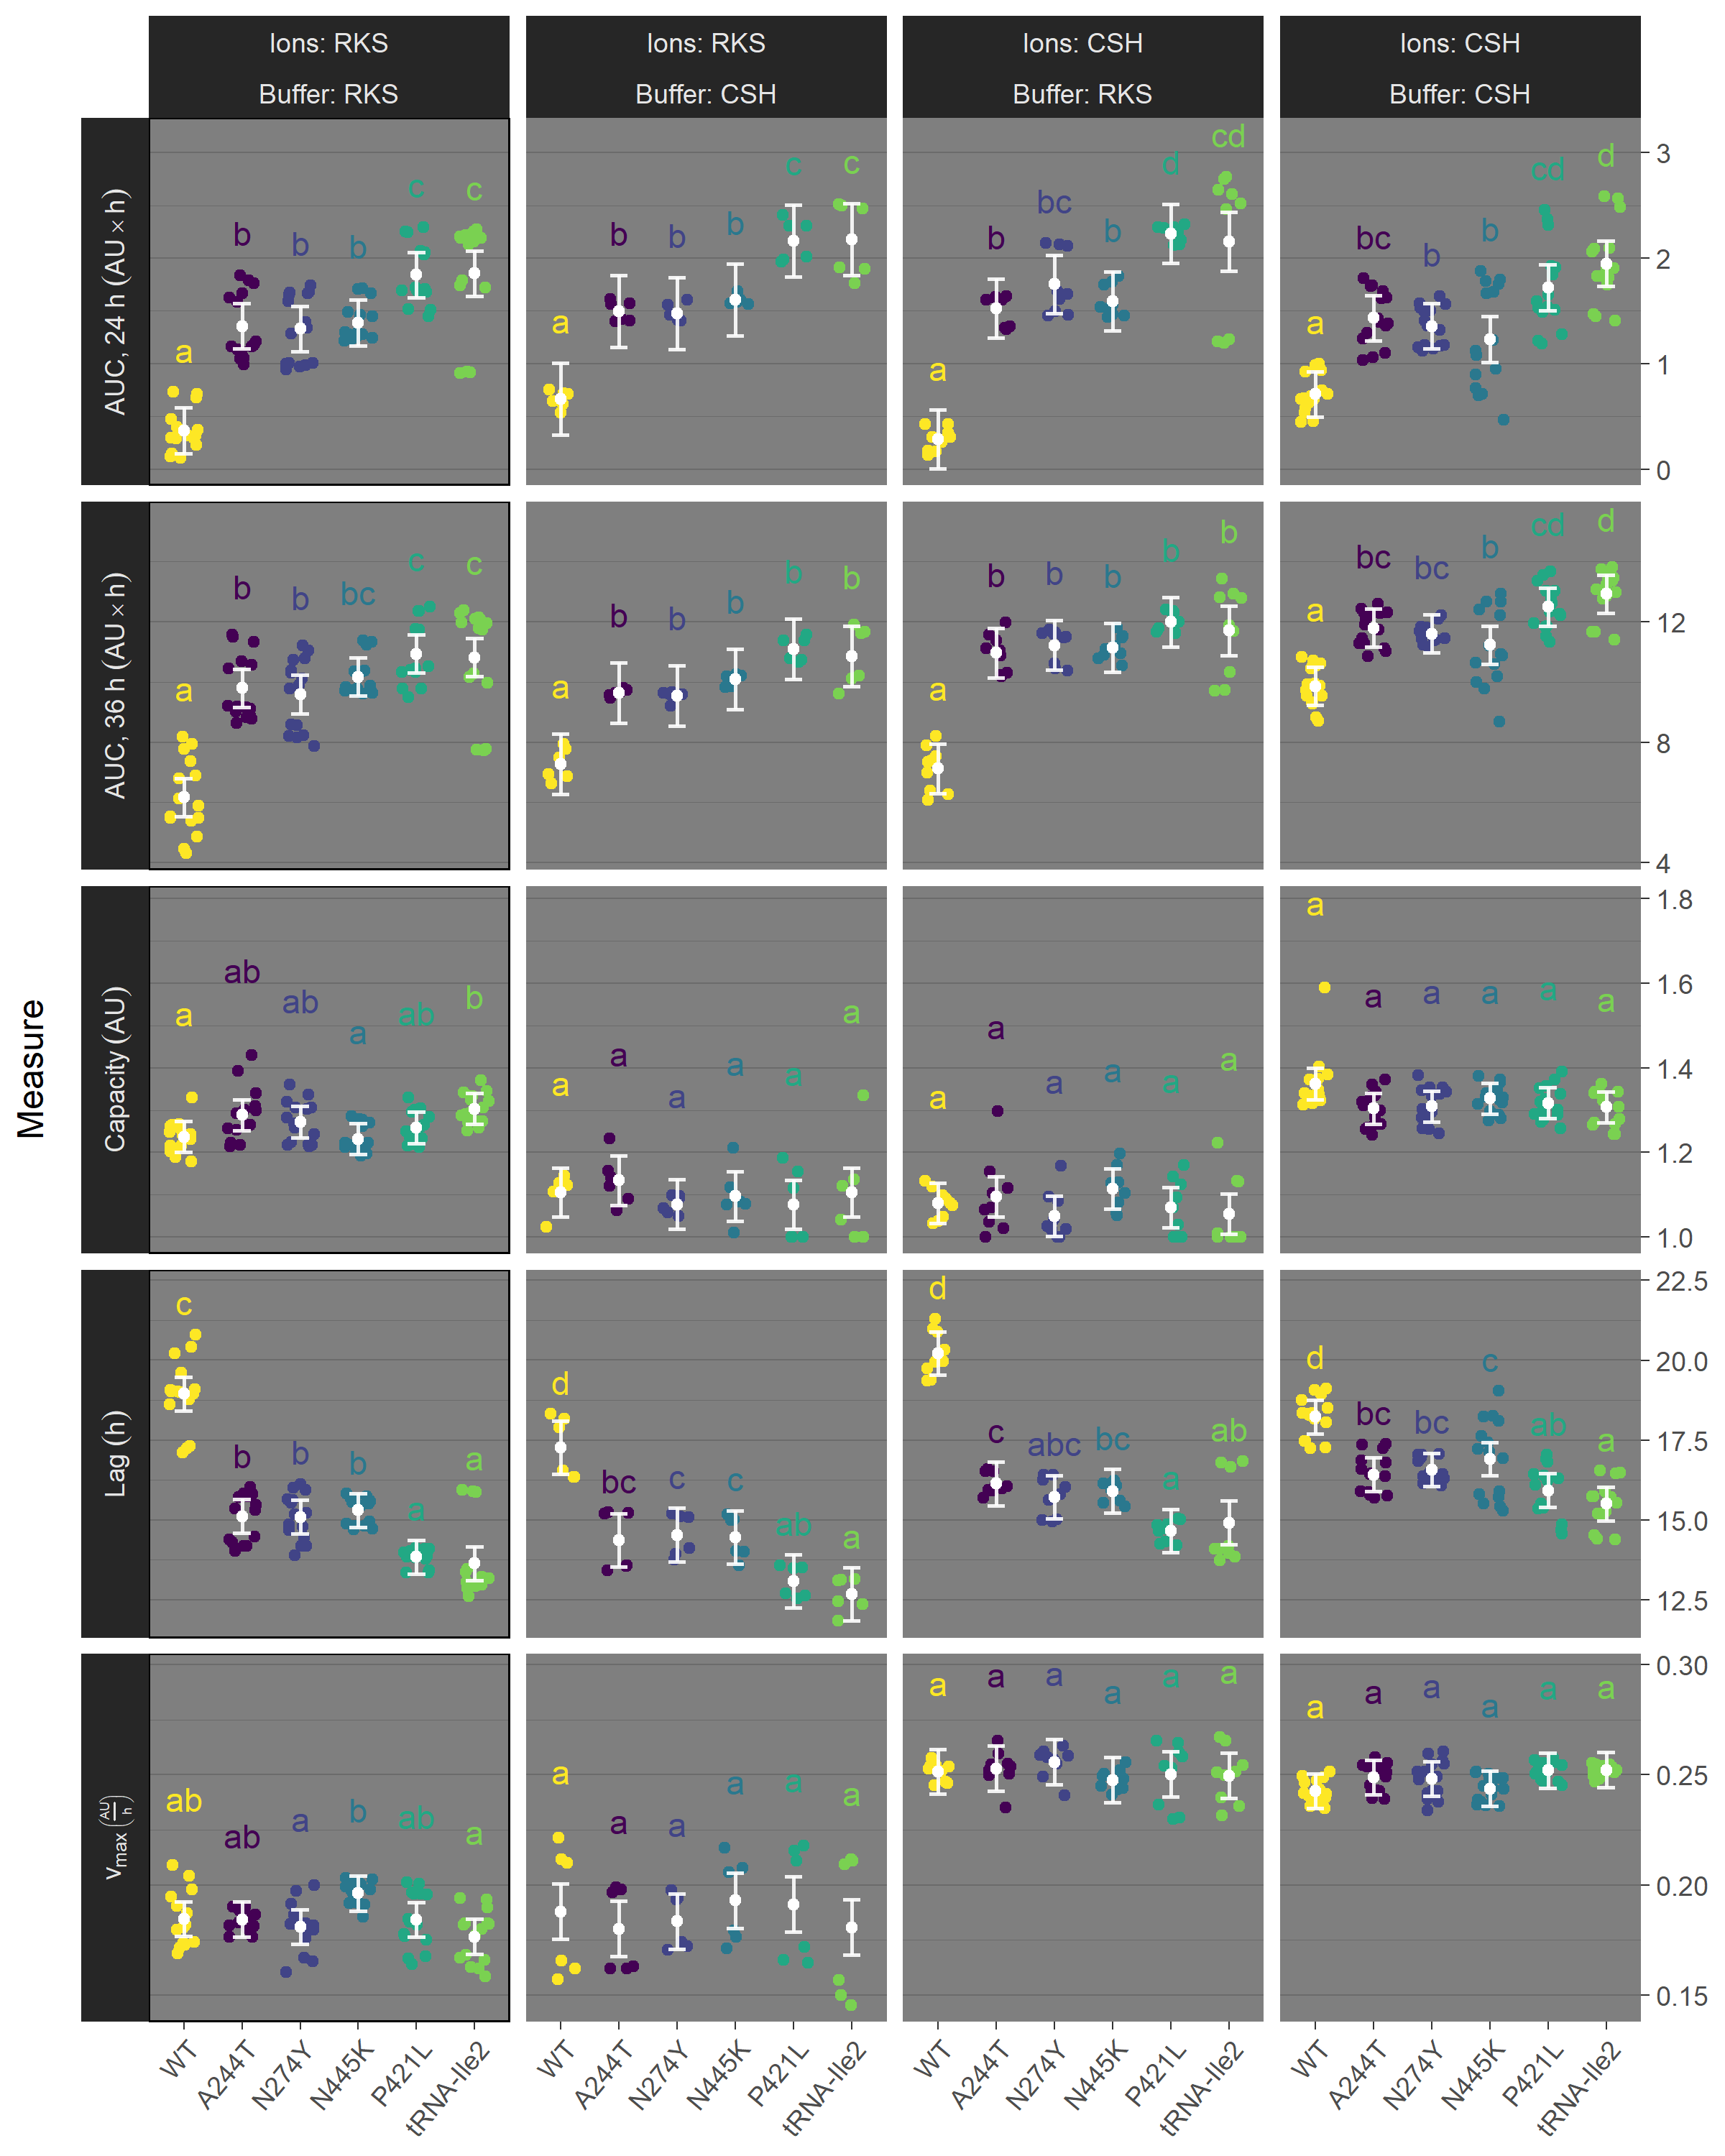 Ions: RKS Ions: RKS Ions: CSH Ions: CSH
Buffer: RKS Buffer: CSH Buffer: RKS Buffer: CSH
Measure
AUC, 24 h (AU × h)
a b b b c c
a b b b c c
a b bc b d cd
a bc b b cd d
3
2
1
0
AUC, 36 h (AU × h)
a b b bc c c
a b b b b b
a b b b b b
a bc bc b cd d
12
8
4
Capacity (AU)
a ab ab a ab b
a a a a a a
a a a a a a
a a a a a a
1.8
1.6
1.4
1.2
1.0
Lag (h)
c b b b a a
d bc c c ab a
d c abc bc a ab
d bc bc c ab a
22.5
20.0
17.5
15.0
12.5
vmax (AU/h)
ab ab a b ab a
a a a a a a
a a a a a a
a a a a a a
0.30
0.25
0.20
0.15
WT A244T N274Y N445K P421L tRNA-Ile2
WT A244T N274Y N445K P421L tRNA-Ile2
WT A244T N274Y N445K P421L tRNA-Ile2
WT A244T N274Y N445K P421L tRNA-Ile2